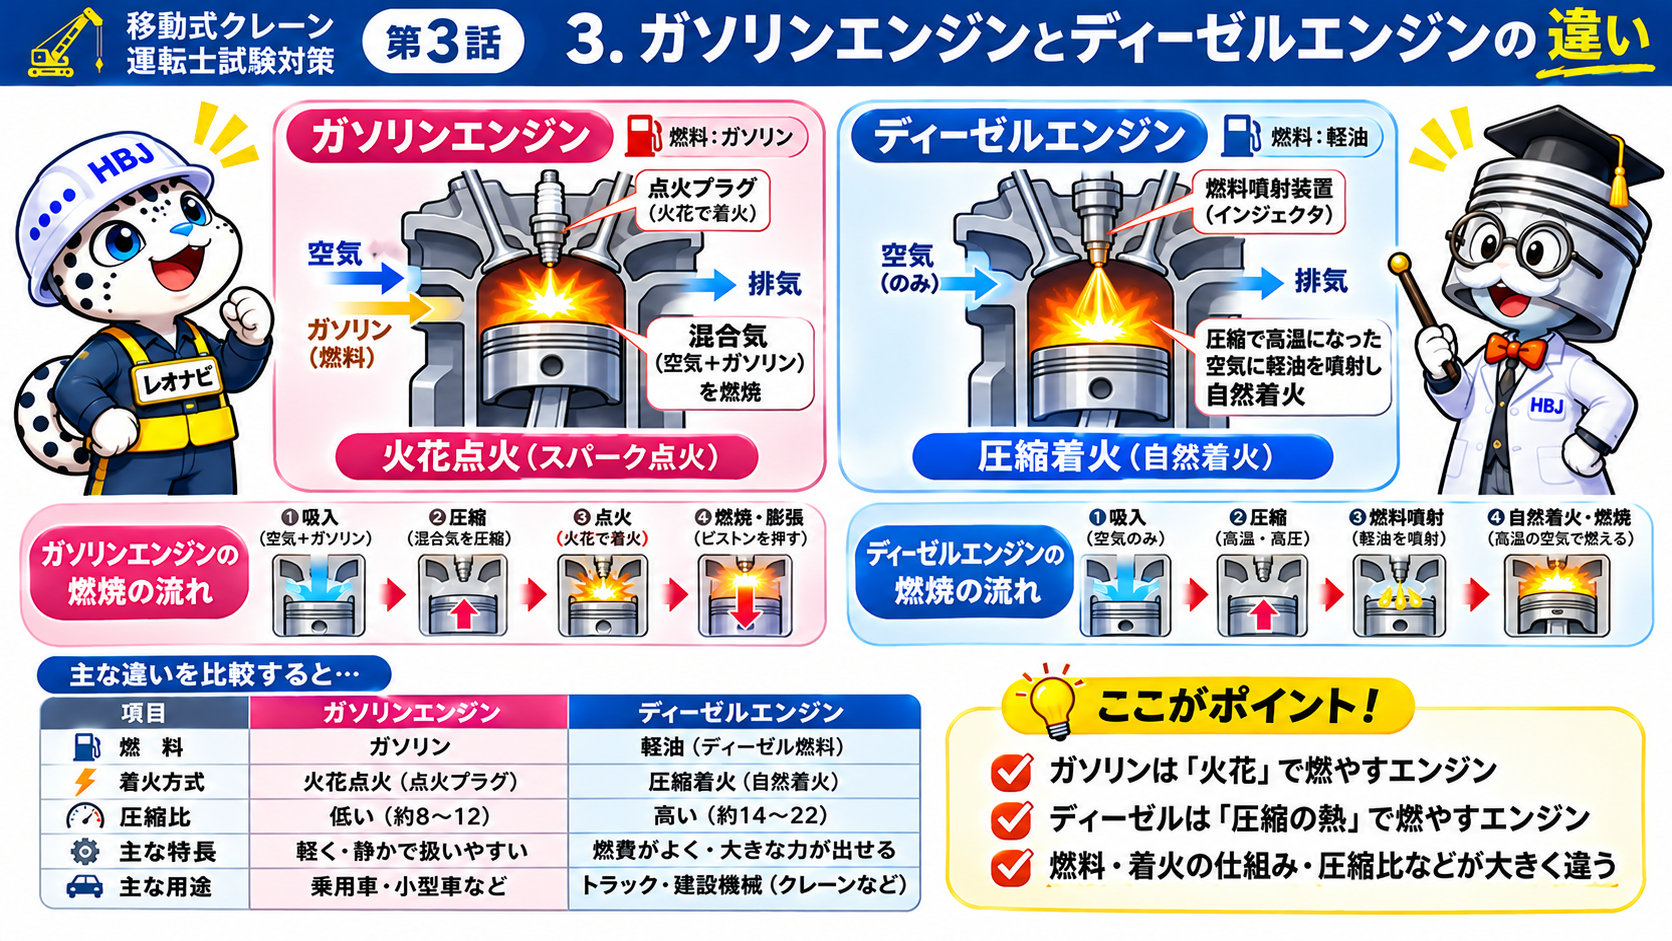 移動式クレーン
運転士試験対策
第3話
3. ガソリンエンジンとディーゼルエンジンの違い
HBJ
レオナビ
ガソリンエンジン
燃料：ガソリン
点火プラグ
（火花で着火）
空気
ガソリン
（燃料）
排気
混合気
（空気＋ガソリン）
を燃焼
火花点火（スパーク点火）
ディーゼルエンジン
燃料：軽油
燃料噴射装置
（インジェクタ）
空気
（のみ）
排気
圧縮で高温になった
空気に軽油を噴射し
自然着火
圧縮着火（自然着火）
HBJ
ガソリンエンジンの
燃焼の流れ
❶吸入
（空気＋ガソリン）
❷圧縮
（混合気を圧縮）
❸点火
（火花で着火）
❹燃焼・膨張
（ピストンを押す）
ディーゼルエンジンの
燃焼の流れ
❶吸入
（空気のみ）
❷圧縮
（高温・高圧）
❸燃料噴射
（軽油を噴射）
❹自然着火・燃焼
（高温の空気で燃える）
主な違いを比較すると…
項目 ガソリンエンジン ディーゼルエンジン
燃　料 ガソリン 軽油（ディーゼル燃料）
着火方式 火花点火（点火プラグ） 圧縮着火（自然着火）
圧縮比 低い（約8〜12） 高い（約14〜22）
主な特長 軽く・静かで扱いやすい 燃費がよく・大きな力が出せる
主な用途 乗用車・小型車など トラック・建設機械（クレーンなど）
ここがポイント！
ガソリンは「火花」で燃やすエンジン
ディーゼルは「圧縮の熱」で燃やすエンジン
燃料・着火の仕組み・圧縮比などが大きく違う